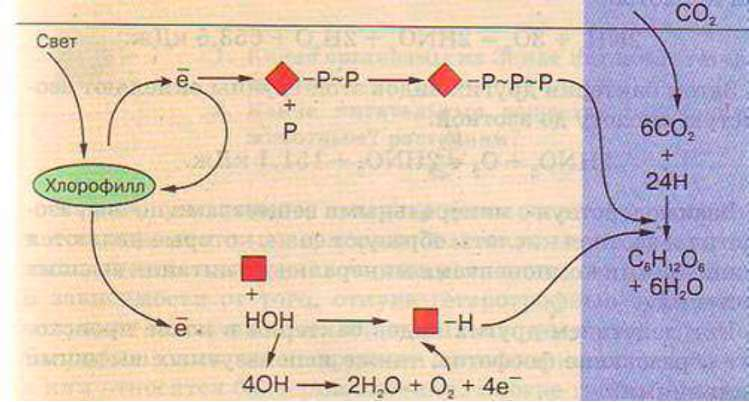 CO₂
Свет
ē → ◆–P~P → ◆–P~P~P
+
P
6CO₂
+
24H
Хлорофилл
C₆H₁₂O₆
+ 6H₂O
+
ē HOH → ■–H
4OH → 2H₂O + O₂ + 4e⁻